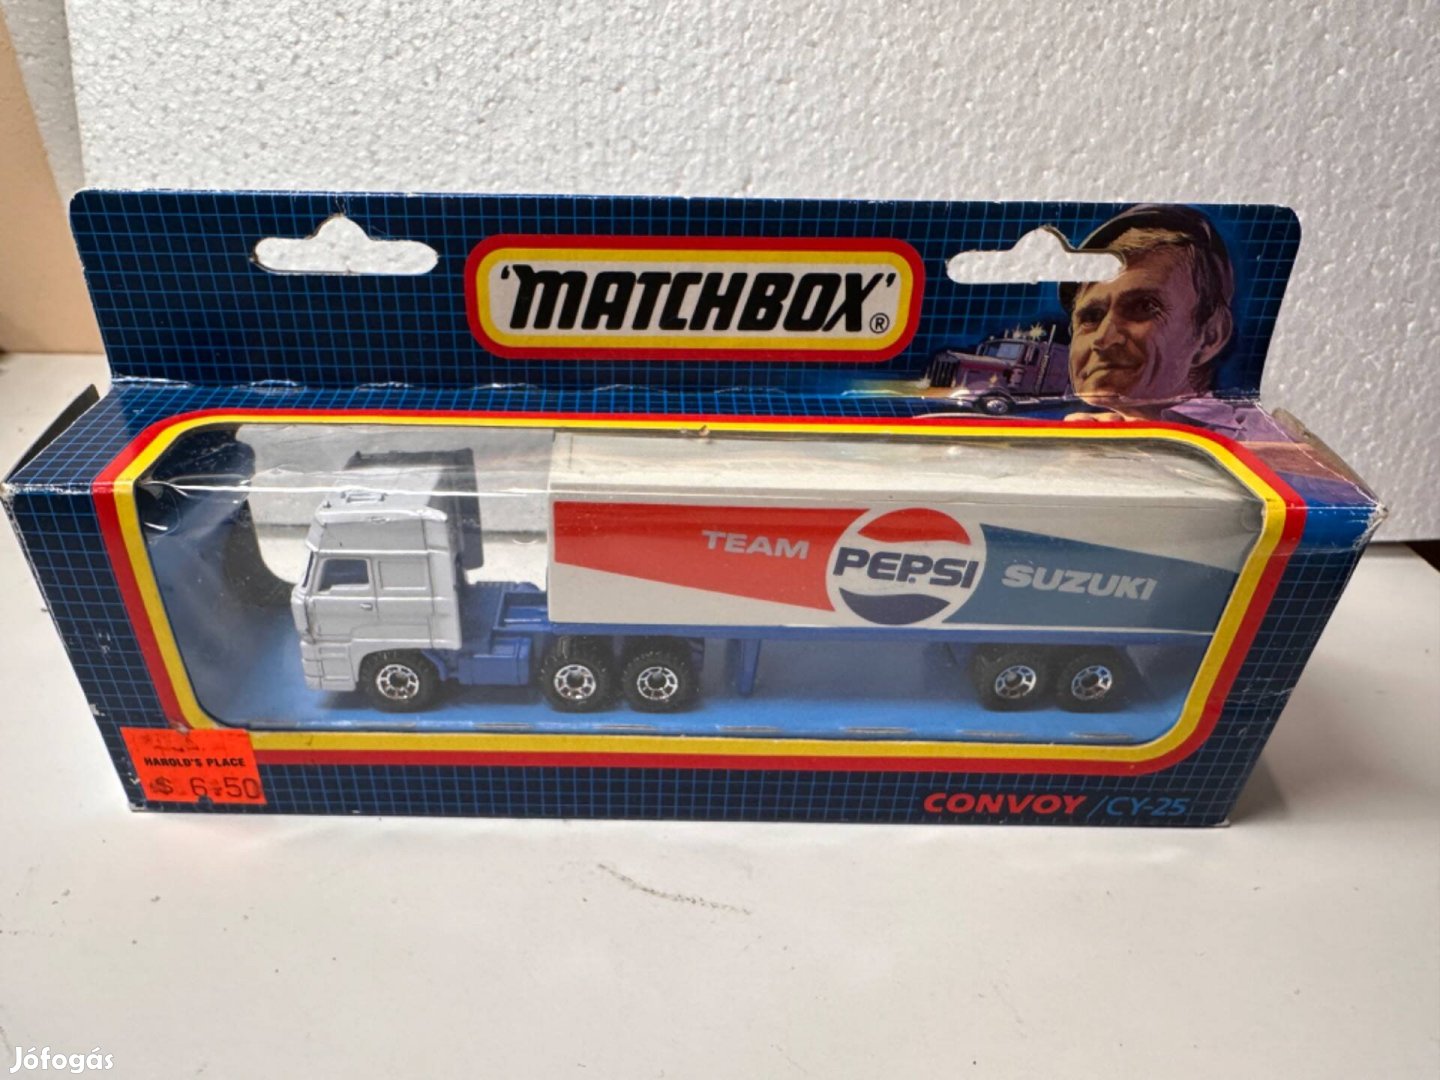 'MATCHBOX'®
TEAM PEPSI SUZUKI
HAROLD'S PLACE
$ 6.50
CONVOY / CY-25
Jófogás